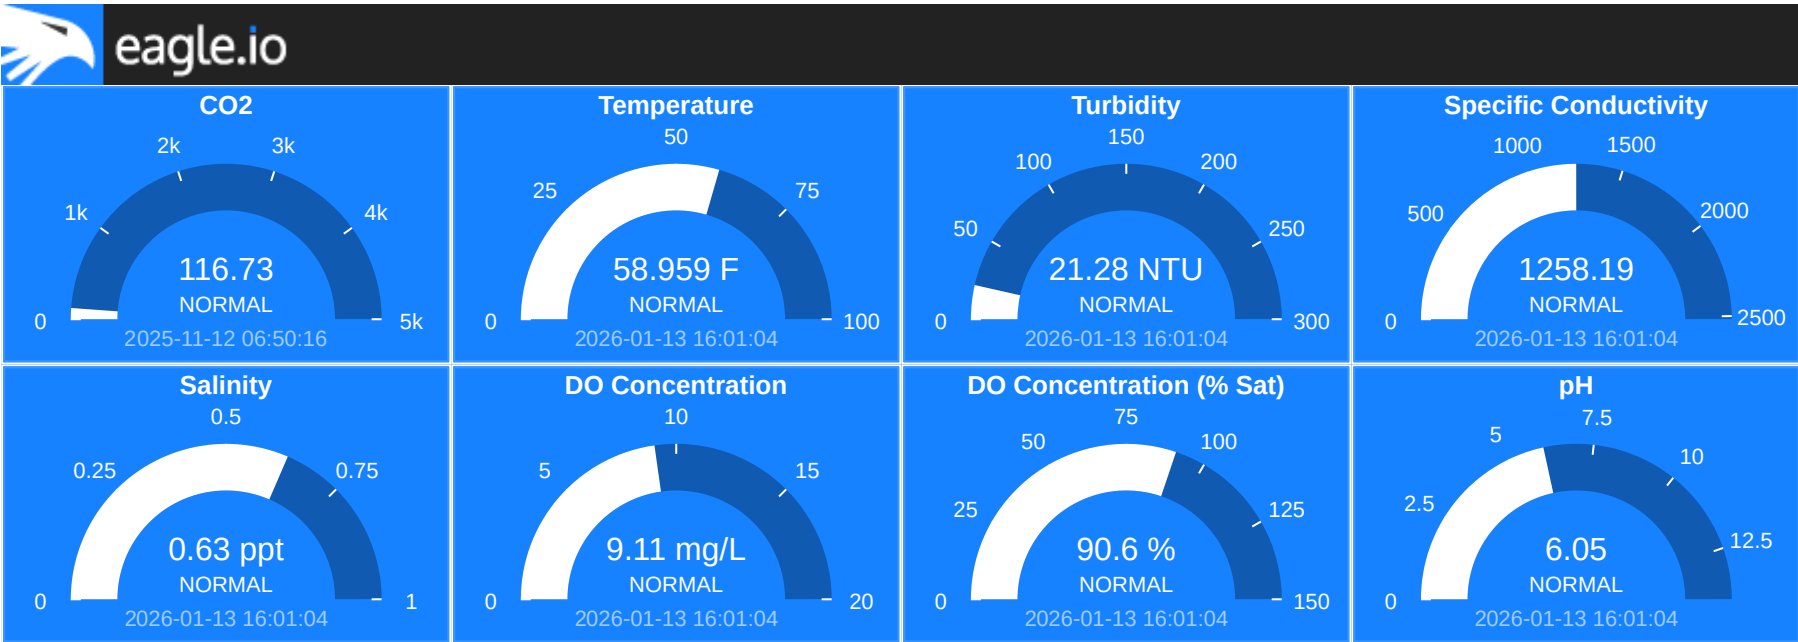 eagle.io
CO2
0
1k
2k
3k
4k
5k
116.73
NORMAL
2025-11-12 06:50:16
Temperature
0
25
50
75
100
58.959 F
NORMAL
2026-01-13 16:01:04
Turbidity
0
50
100
150
200
250
300
21.28 NTU
NORMAL
2026-01-13 16:01:04
Specific Conductivity
0
500
1000
1500
2000
2500
1258.19
NORMAL
2026-01-13 16:01:04
Salinity
0
0.25
0.5
0.75
1
0.63 ppt
NORMAL
2026-01-13 16:01:04
DO Concentration
0
5
10
15
20
9.11 mg/L
NORMAL
2026-01-13 16:01:04
DO Concentration (% Sat)
0
25
50
75
100
125
150
90.6 %
NORMAL
2026-01-13 16:01:04
pH
0
2.5
5
7.5
10
12.5
6.05
NORMAL
2026-01-13 16:01:04